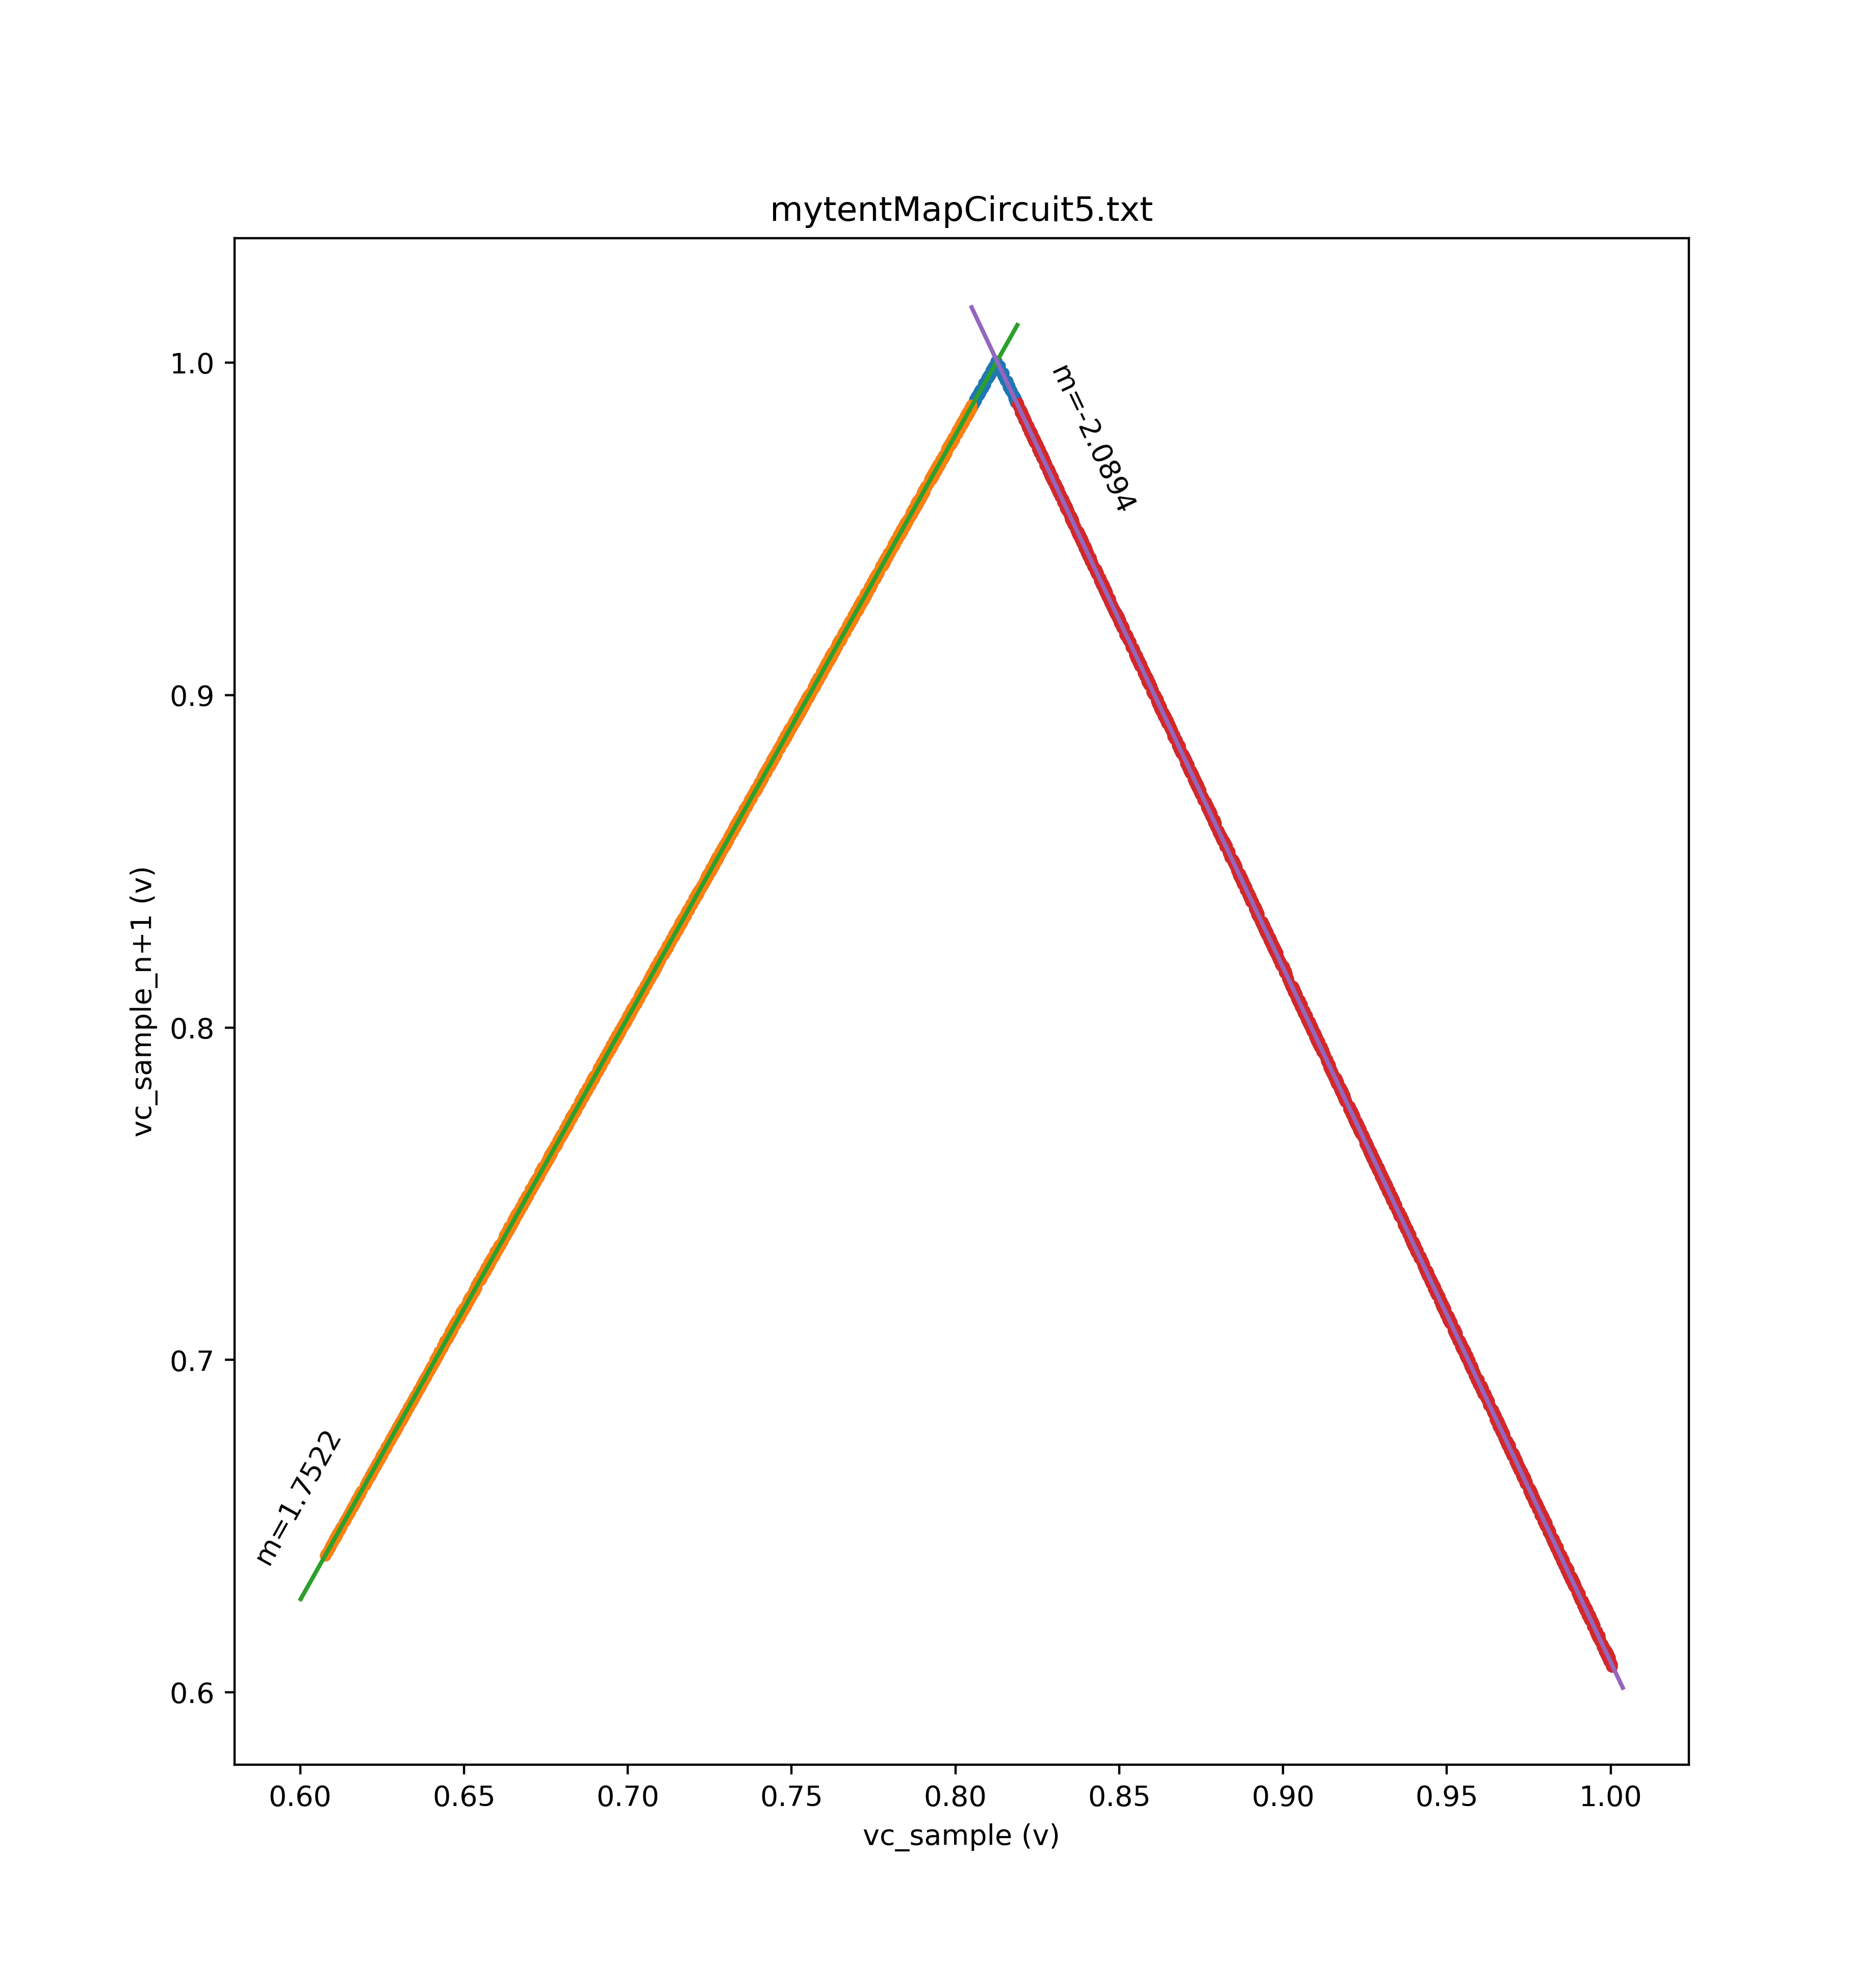 mytentMapCircuit5.txt
m=-2.0894
m=1.7522
vc_sample_n+1 (v)
1.0
0.9
0.8
0.7
0.6
0.60 0.65 0.70 0.75 0.80 0.85 0.90 0.95 1.00
vc_sample (v)